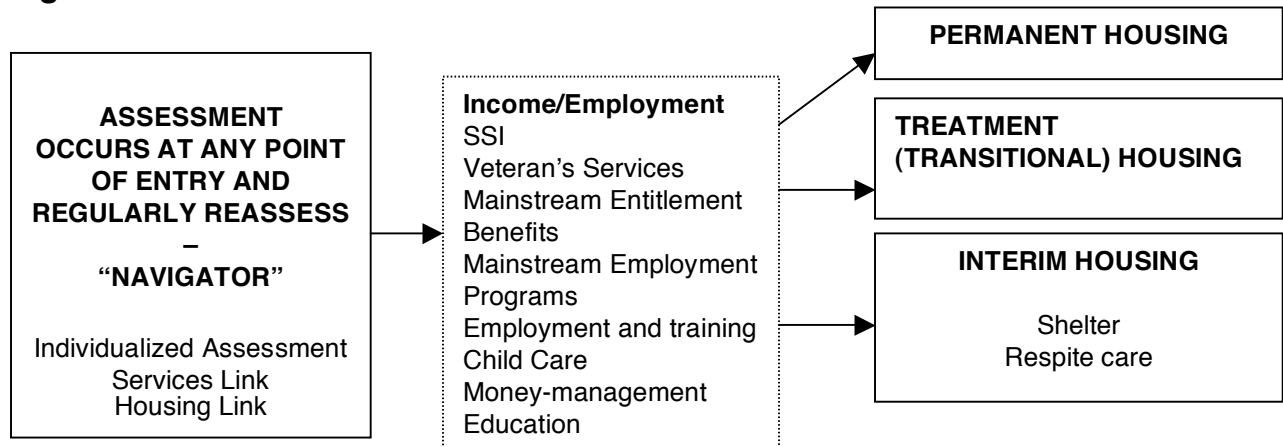 ASSESSMENT
OCCURS AT ANY POINT
OF ENTRY AND
REGULARLY REASSESS
–
“NAVIGATOR”
Individualized Assessment
Services Link
Housing Link
Income/Employment
SSI
Veteran’s Services
Mainstream Entitlement
Benefits
Mainstream Employment
Programs
Employment and training
Child Care
Money-management
Education
PERMANENT HOUSING
TREATMENT
(TRANSITIONAL) HOUSING
INTERIM HOUSING
Shelter
Respite care